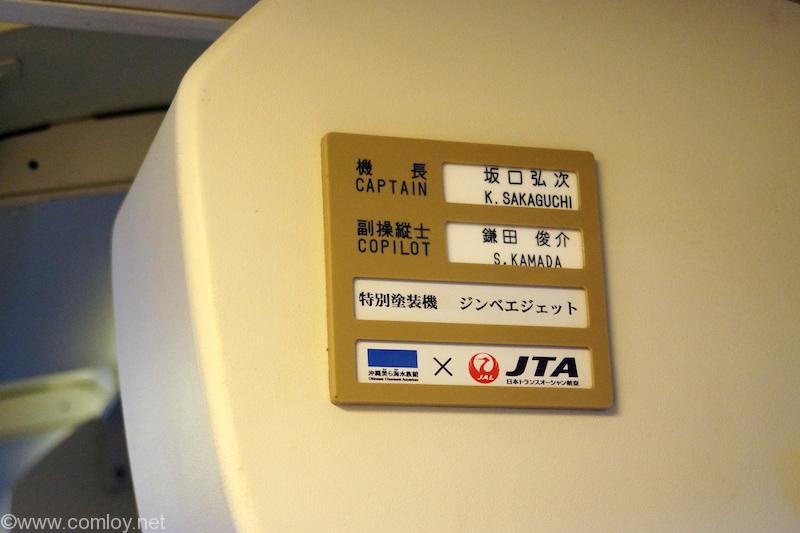 機　長　坂口弘次
CAPTAIN　K. SAKAGUCHI
副操縦士　鎌田　俊介
COPILOT　S. KAMADA
特別塗装機　ジンベエジェット
沖縄美ら海水族館 × JAL JTA
Okinawa Churaumi Aquarium　日本トランスオーシャン航空
©www.comloy.net